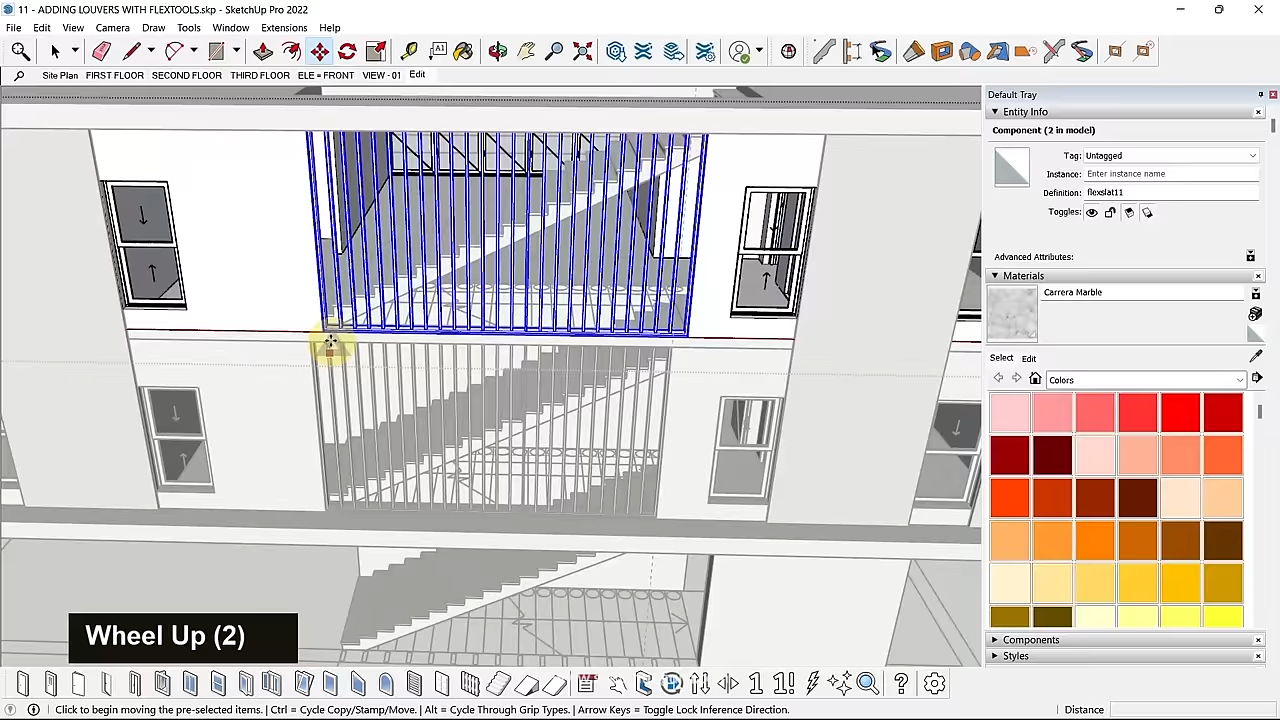 11 - ADDING LOUVERS WITH FLEXTOOLS.skp - SketchUp Pro 2022
File Edit View Camera Draw Tools Window Extensions Help
Site Plan FIRST FLOOR SECOND FLOOR THIRD FLOOR ELE = FRONT VIEW - 01 Edit
Default Tray
Entity Info
Component (2 in model)
Tag: Untagged
Instance: Enter instance name
Definition: flexslat11
Toggles:
Advanced Attributes:
Materials
Carrera Marble
Select Edit
Colors
Components
Styles
Wheel Up (2)
Click to begin moving the pre-selected items. | Ctrl = Cycle Copy/Stamp/Move. | Alt = Cycle Through Grip Types. | Arrow Keys = Toggle Lock Inference Direction.
Distance